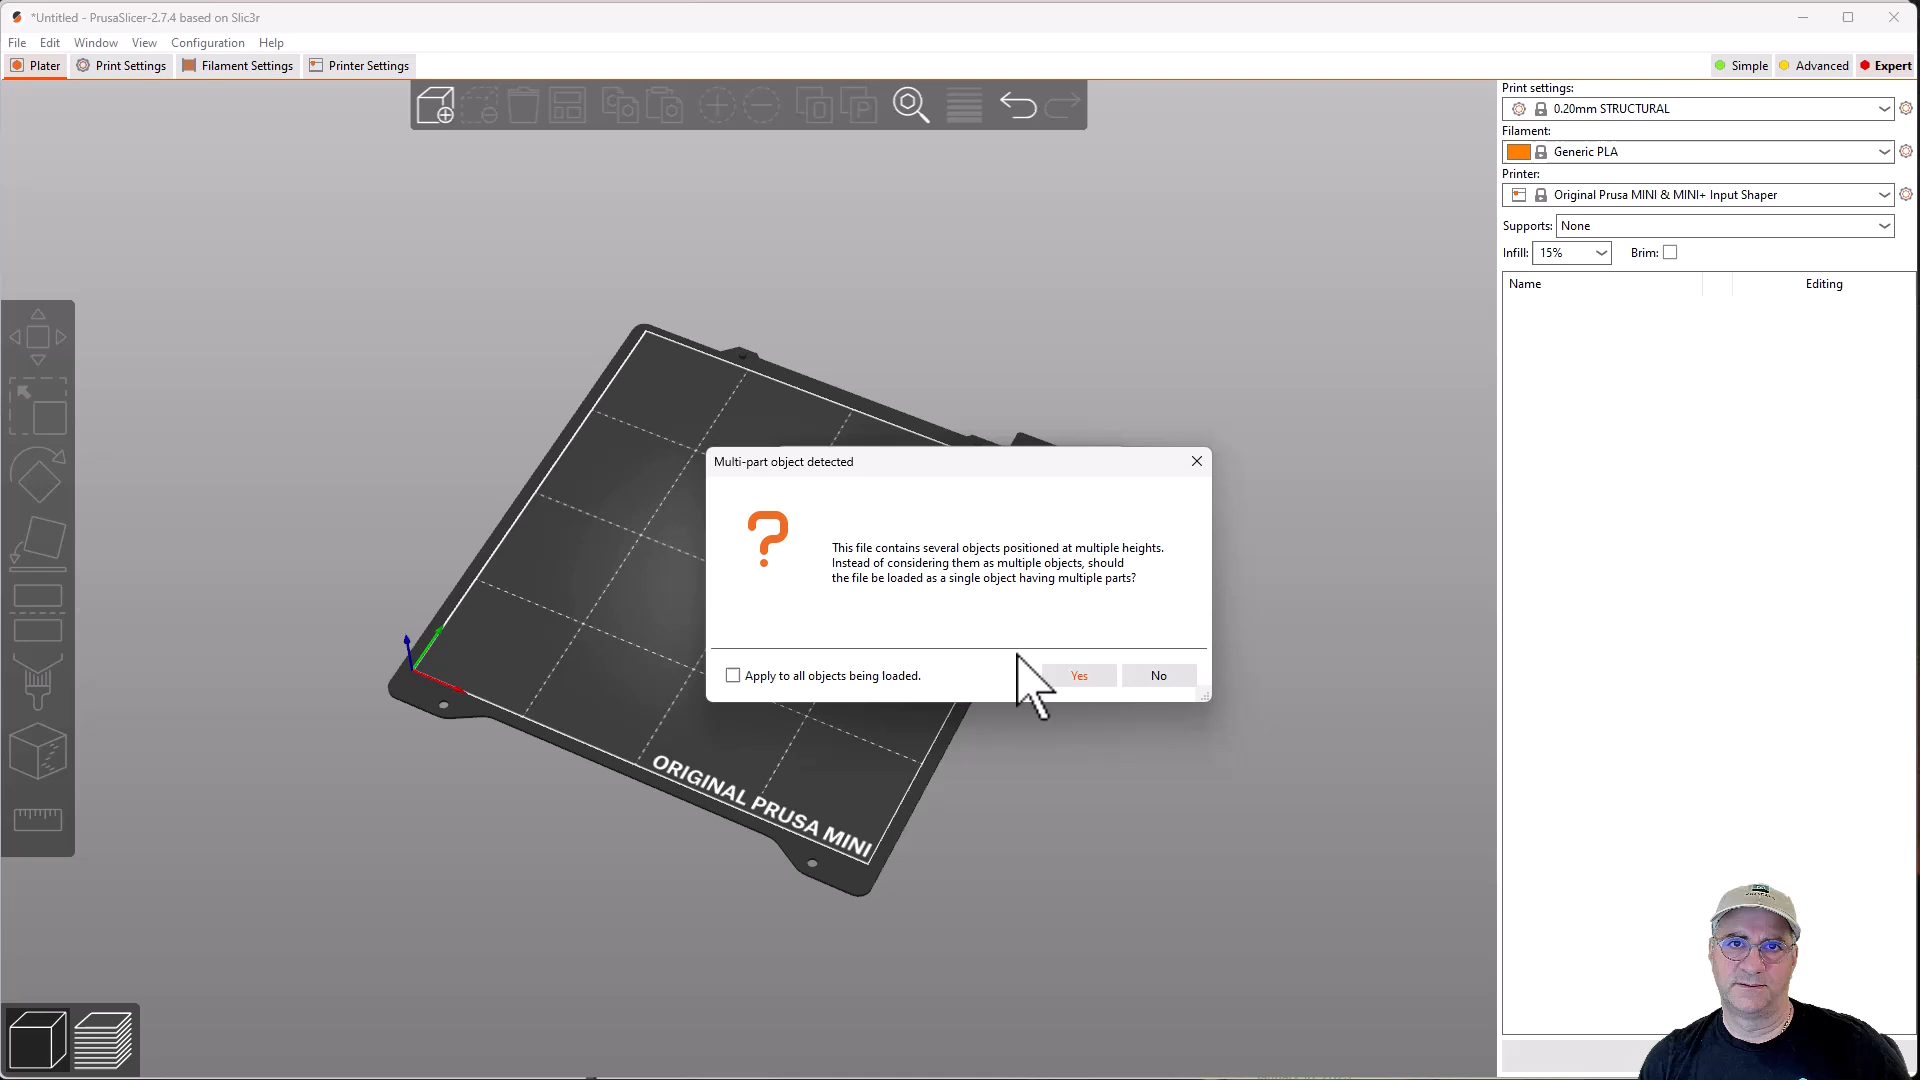 *Untitled - PrusaSlicer-2.7.4 based on Slic3r
File Edit Window View Configuration Help
Plater Print Settings Filament Settings Printer Settings Simple Advanced Expert
Print settings:
0.20mm STRUCTURAL
Filament:
Generic PLA
Printer:
Original Prusa MINI & MINI+ Input Shaper
Supports: None
Infill: 15% Brim:
Name Editing
Multi-part object detected
This file contains several objects positioned at multiple heights.
Instead of considering them as multiple objects, should
the file be loaded as a single object having multiple parts?
Apply to all objects being loaded. Yes No
ORIGINAL PRUSA MINI